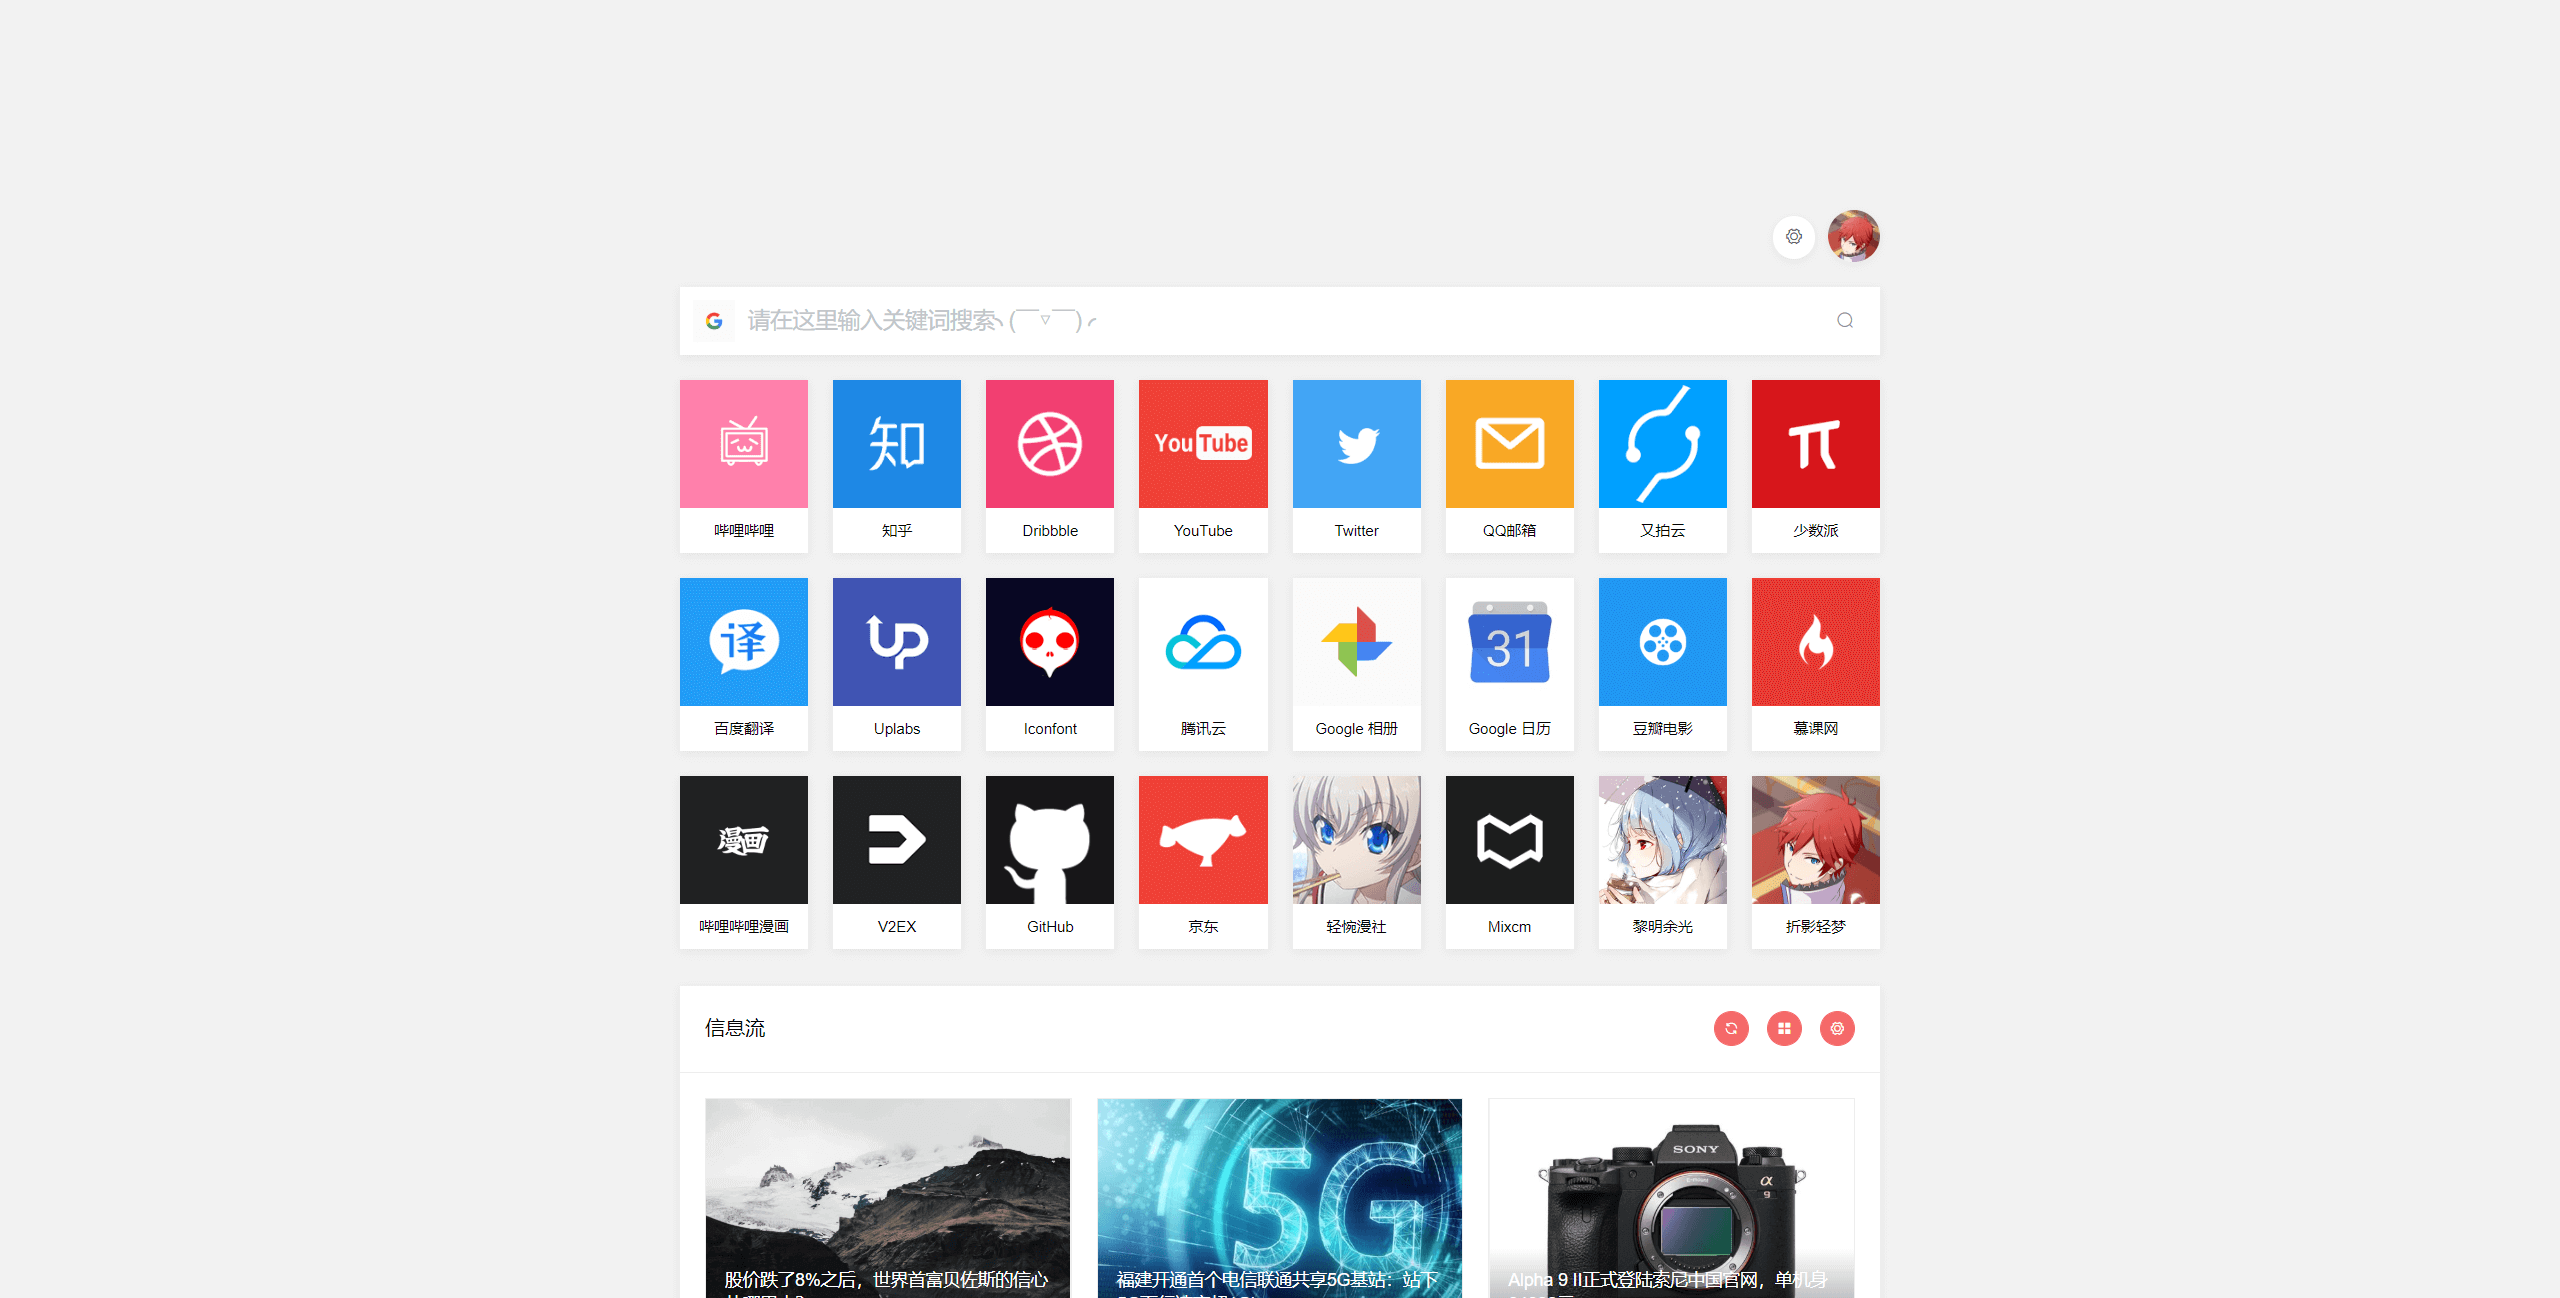 请在这里输入关键词搜索╮(￣▽￣)╭
知
You Tube
π
哔哩哔哩
知乎
Dribbble
YouTube
Twitter
QQ邮箱
又拍云
少数派
译
up
31
百度翻译
Uplabs
Iconfont
腾讯云
Google 相册
Google 日历
豆瓣电影
慕课网
漫画
哔哩哔哩漫画
V2EX
GitHub
京东
轻惋漫社
Mixcm
黎明余光
折影轻梦
信息流
5G
SONY
α
9
股价跌了8%之后，世界首富贝佐斯的信心
福建开通首个电信联通共享5G基站：站下
Alpha 9 II正式登陆索尼中国官网，单机身